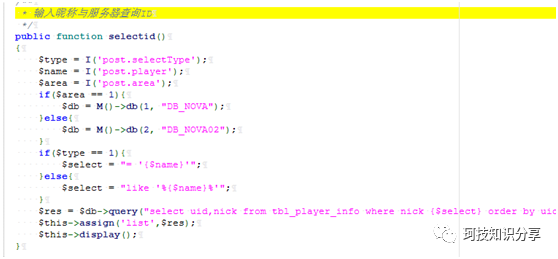 * 输入昵称与服务器查询ID
*/
public function selectid()
{
$type = I('post.selectType');
$name = I('post.player');
$area = I('post.area');
if($area == 1){
$db = M()->db(1, "DB_NOVA");
}else{
$db = M()->db(2, "DB_NOVA02");
}
if($type == 1){
$select = "= '{$name}'";
}else{
$select = "like '%{$name}%'";
}
$res = $db->query("select uid,nick from tbl_player_info where nick {$select} order by uid
$this->assign('list',$res);
$this->display();
}
珂技知识分享